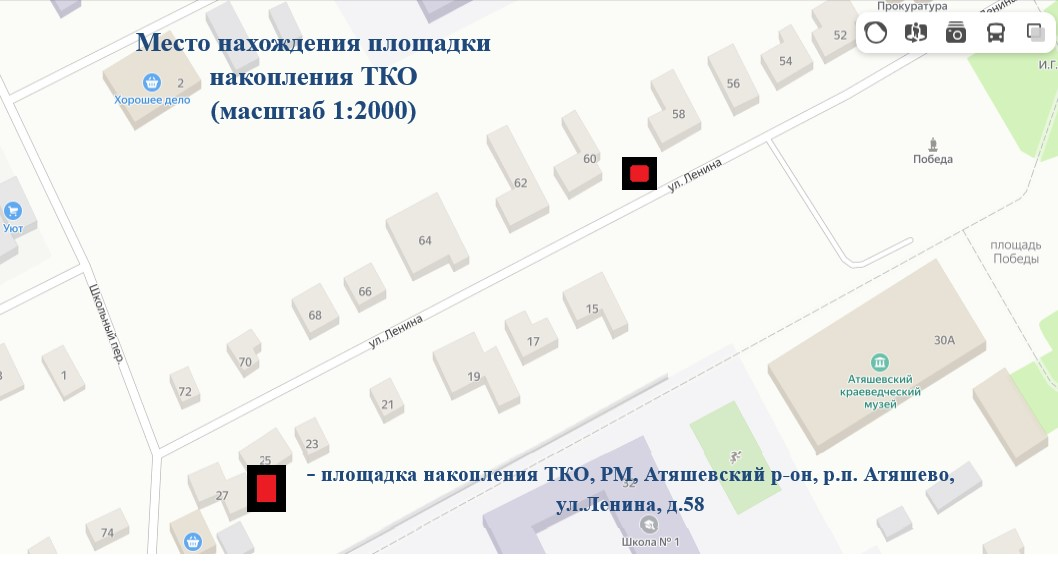 Прокуратура
ул. Ленина
Место нахождения площадки
накопления ТКО
(масштаб 1:2000)
52
54
56
58
И.Г.
2
Хорошее дело
60
62
Победа
ул. Ленина
Уют
64
площадь
Победы
66
68
Школьный пер.
ул. Ленина
15
17
30А
70
72
1
19
21
Атяшевский
краеведческий
музей
23
25
27
- площадка накопления ТКО, РМ, Атяшевский р-он, р.п. Атяшево,
ул.Ленина, д.58
32
74
Школа № 1